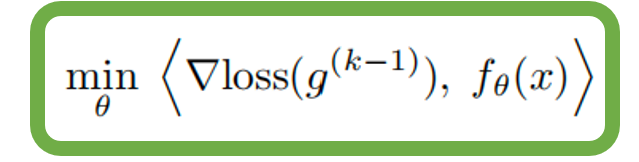 min_θ ⟨∇loss(g^{(k−1)}), f_θ(x)⟩